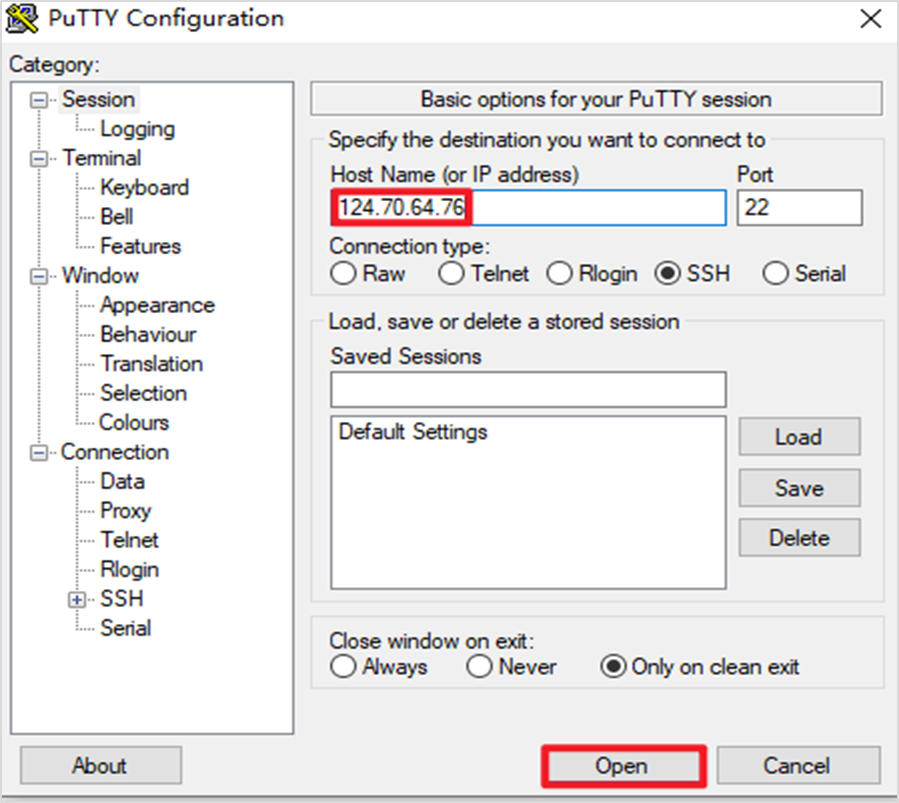 PuTTY Configuration
Category:
Session
Logging
Terminal
Keyboard
Bell
Features
Window
Appearance
Behaviour
Translation
Selection
Colours
Connection
Data
Proxy
Telnet
Rlogin
SSH
Serial
Basic options for your PuTTY session
Specify the destination you want to connect to
Host Name (or IP address) Port
124.70.64.76 22
Connection type:
Raw Telnet Rlogin SSH Serial
Load, save or delete a stored session
Saved Sessions
Default Settings
Load
Save
Delete
Close window on exit:
Always Never Only on clean exit
About Open Cancel